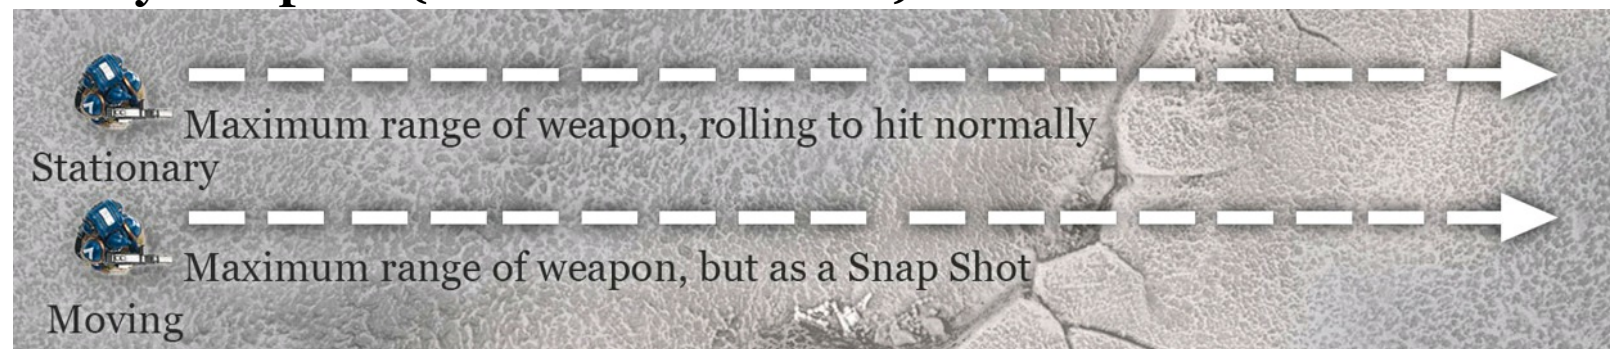 Maximum range of weapon, rolling to hit normally
Stationary
Maximum range of weapon, but as a Snap Shot
Moving